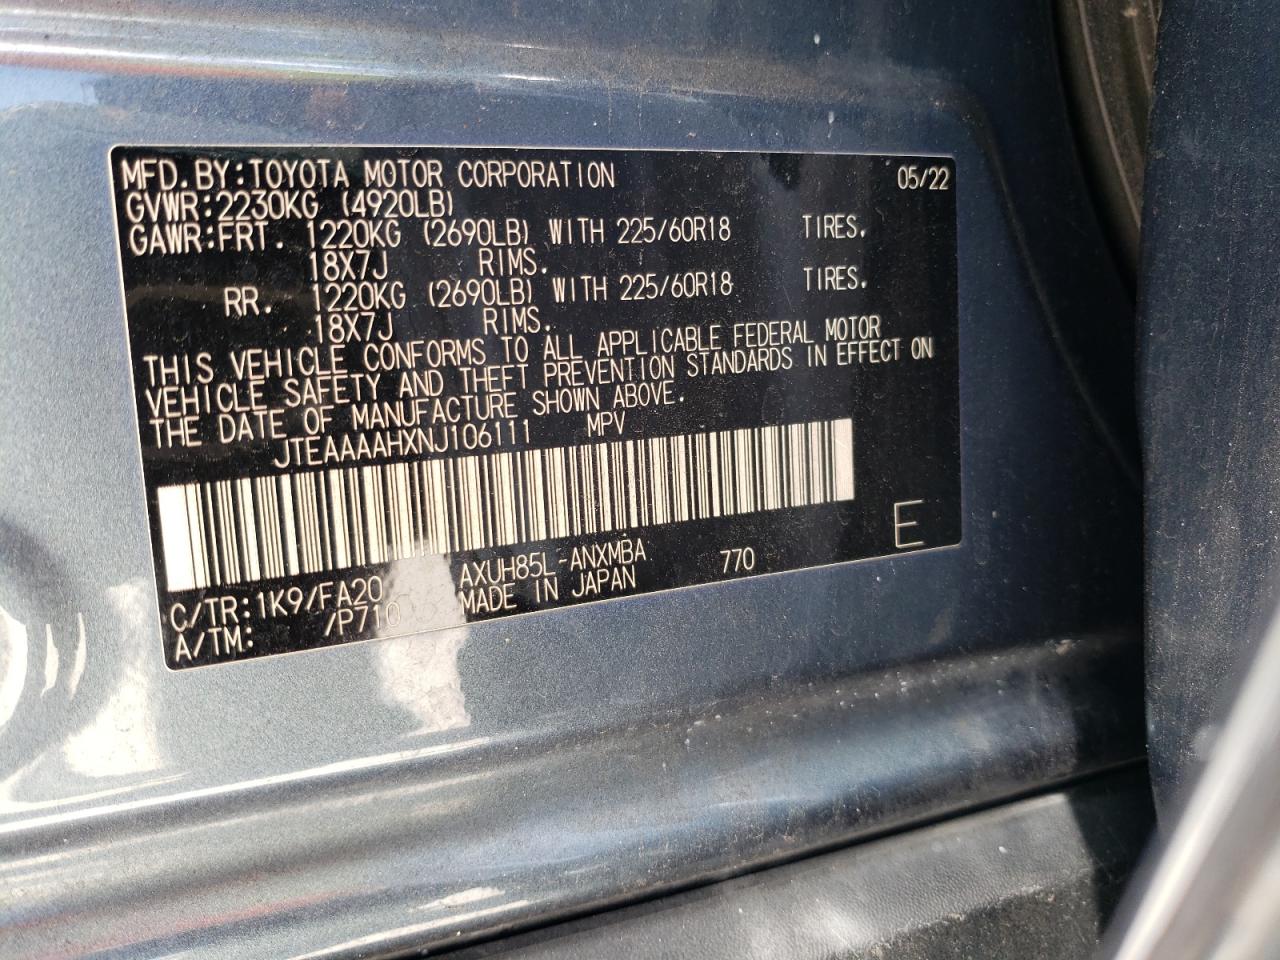 MFD.BY:TOYOTA MOTOR CORPORATION 05/22
GVWR:2230KG (4920LB)
GAWR:FRT. 1220KG (2690LB) WITH 225/60R18 TIRES.
18X7J RIMS.
RR. 1220KG (2690LB) WITH 225/60R18 TIRES.
18X7J RIMS.
THIS VEHICLE CONFORMS TO ALL APPLICABLE FEDERAL MOTOR
VEHICLE SAFETY AND THEFT PREVENTION STANDARDS IN EFFECT ON
THE DATE OF MANUFACTURE SHOWN ABOVE.
JTEAAAAHXNJ106111 MPV
E
C/TR:1K9/FA20 AXUH85L-ANXMBA 770
A/TM: /P710 MADE IN JAPAN